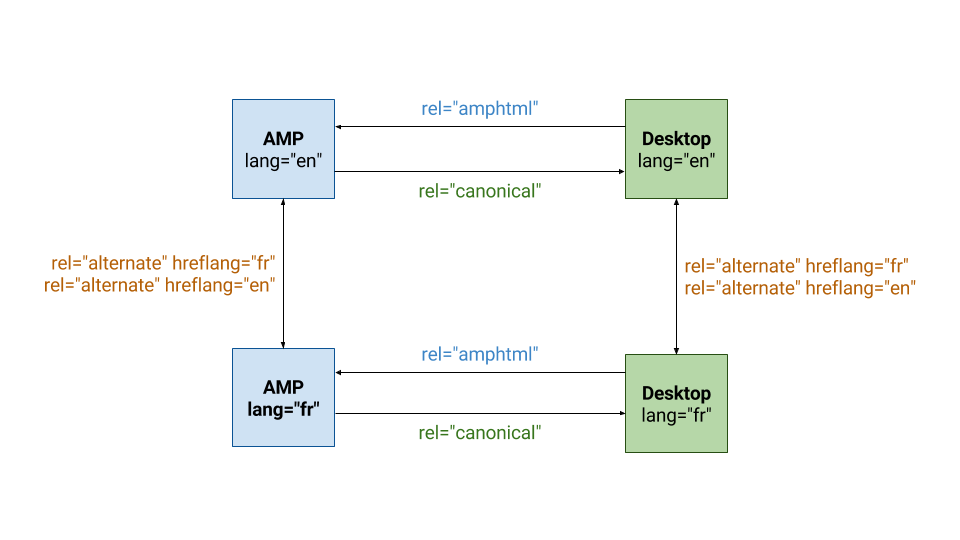 rel="amphtml"
AMP
lang="en"
Desktop
lang="en"
rel="canonical"
rel="alternate" hreflang="fr"
rel="alternate" hreflang="en"
rel="alternate" hreflang="fr"
rel="alternate" hreflang="en"
rel="amphtml"
AMP
lang="fr"
Desktop
lang="fr"
rel="canonical"